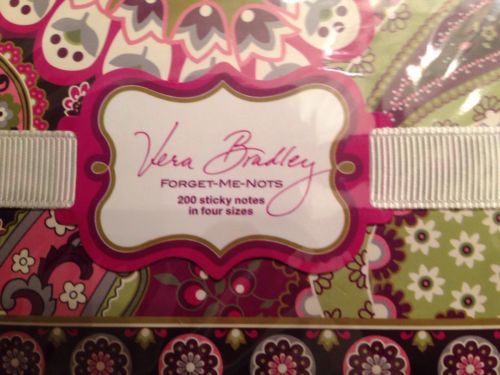 Vera Bradley
FORGET-ME-NOTS
200 sticky notes
in four sizes